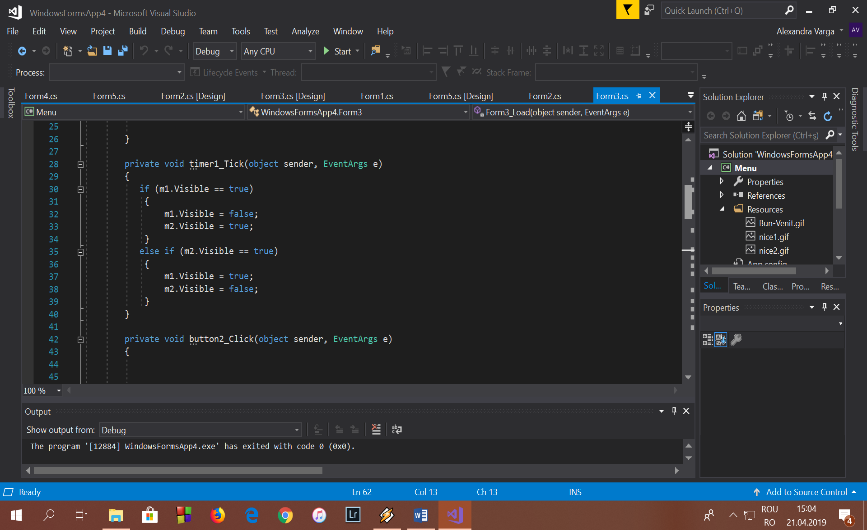 WindowsFormsApp4 - Microsoft Visual Studio
Quick Launch (Ctrl+Q)
File Edit View Project Build Debug Team Tools Test Analyze Window Help
Alexandra Varga AV
Debug Any CPU Start
Process: Lifecycle Events Thread: Stack Frame:
Toolbox
Form4.cs Form5.cs Form2.cs [Design] Form3.cs [Design] Form1.cs Form5.cs [Design] Form2.cs Form3.cs
Menu WindowsFormsApp4.Form3 Form3_Load(object sender, EventArgs e)
25
26 }
27
28 private void timer1_Tick(object sender, EventArgs e)
29 {
30 if (m1.Visible == true)
31 {
32 m1.Visible = false;
33 m2.Visible = true;
34 }
35 else if (m2.Visible == true)
36 {
37 m1.Visible = true;
38 m2.Visible = false;
39 }
40 }
41
42 private void button2_Click(object sender, EventArgs e)
43 {
44
45
100 %
Output
Show output from: Debug
The program '[12884] WindowsFormsApp4.exe' has exited with code 0 (0x0).
Solution Explorer
Search Solution Explorer (Ctrl+ș)
Solution 'WindowsFormsApp4
Menu
Properties
References
Resources
Bun-Venit.gif
nice1.gif
nice2.gif
App.config
Sol... Tea... Clas... Pro... Res...
Properties
Diagnostic Tools
Ready Ln 62 Col 13 Ch 13 INS Add to Source Control
Lr
ROU
RO
15:04
21.04.2019
4